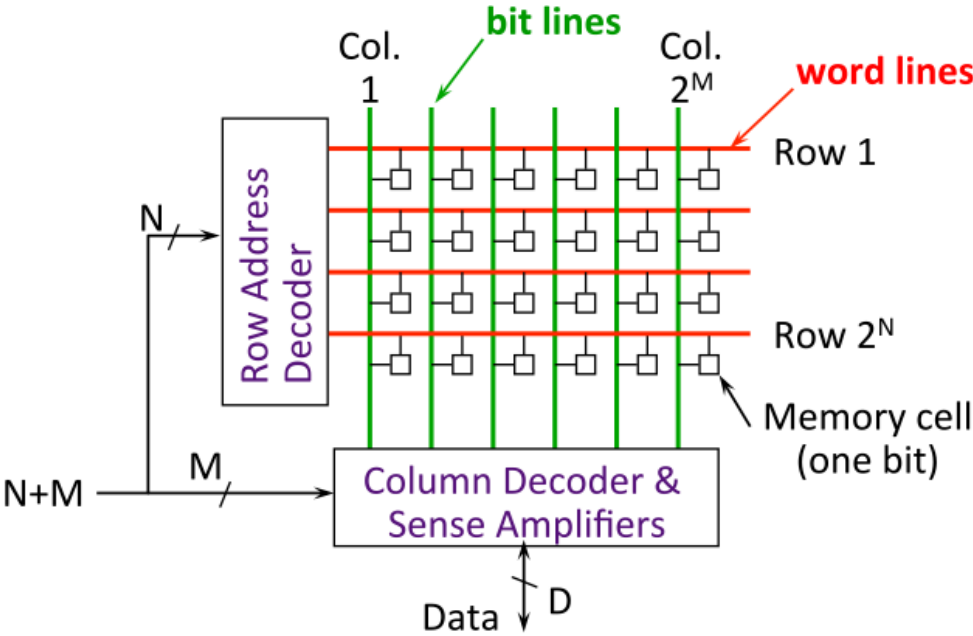 bit lines
Col.
1
Col.
2ᴹ
word lines
Row 1
N
Row Address
Decoder
Row 2ᴺ
Memory cell
(one bit)
M
N+M
Column Decoder &
Sense Amplifiers
D
Data